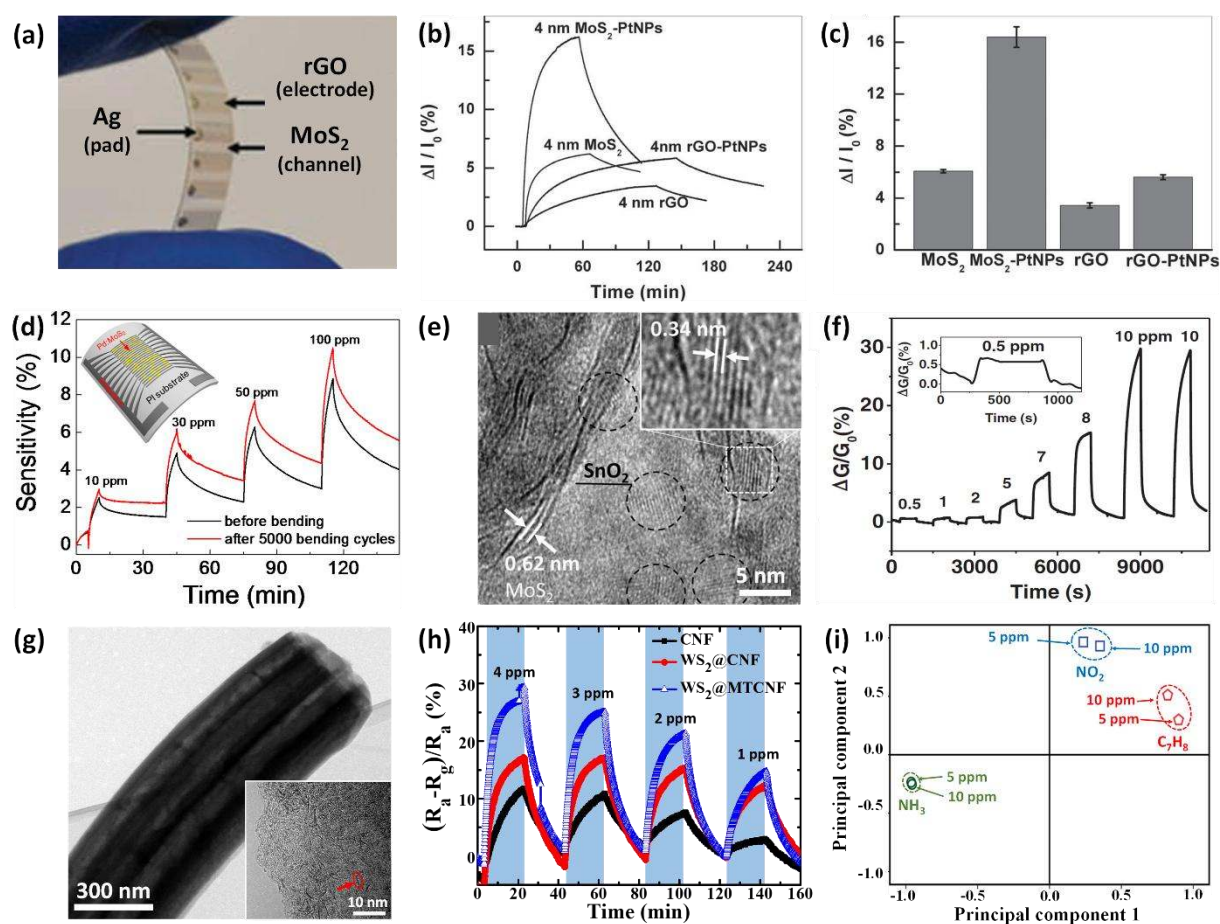 (a)
rGO
(electrode)
Ag
(pad)
MoS2
(channel)
(b)
ΔI / I0 (%)
15
10
5
0
4 nm MoS2-PtNPs
4 nm MoS2
4nm rGO-PtNPs
4 nm rGO
0 60 120 180 240
Time (min)
(c)
ΔI / I0 (%)
16
12
8
4
0
MoS2 MoS2-PtNPs rGO rGO-PtNPs
(d)
Sensitivity (%)
12
10
8
6
4
2
0
Pd:MoS2
PI substrate
10 ppm
30 ppm
50 ppm
100 ppm
before bending
after 5000 bending cycles
0 30 60 90 120
Time (min)
(e)
0.34 nm
SnO2
0.62 nm
MoS2
5 nm
(f)
ΔG/G0(%)
30
25
20
15
10
5
0
ΔG/G0(%)
1.0
0.5
0.0
0.5 ppm
0 500 1000
Time (s)
0.5 1 2 5 7 8 10 ppm 10
0 3000 6000 9000
Time (s)
(g)
300 nm
10 nm
(h)
(Ra-Rg)/Ra (%)
40
30
20
10
0
CNF
WS2@CNF
WS2@MTCNF
4 ppm
3 ppm
2 ppm
1 ppm
0 20 40 60 80 100 120 140 160
Time (min)
(i)
Principal component 2
1.0
0.5
0.0
-0.5
-1.0
5 ppm
10 ppm
NO2
10 ppm
5 ppm
C7H8
5 ppm
10 ppm
NH3
-1.0 -0.5 0.0 0.5 1.0
Principal component 1